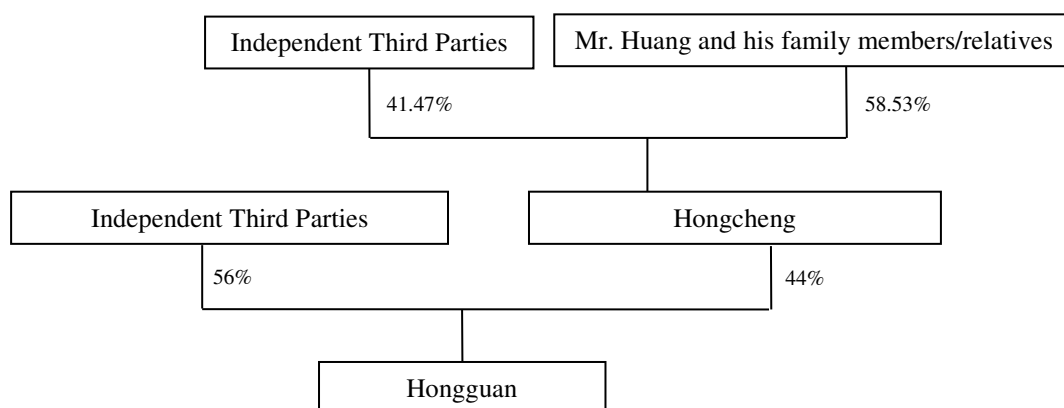 Independent Third Parties
Mr. Huang and his family members/relatives
41.47%
58.53%
Independent Third Parties
Hongcheng
56%
44%
Hongguan